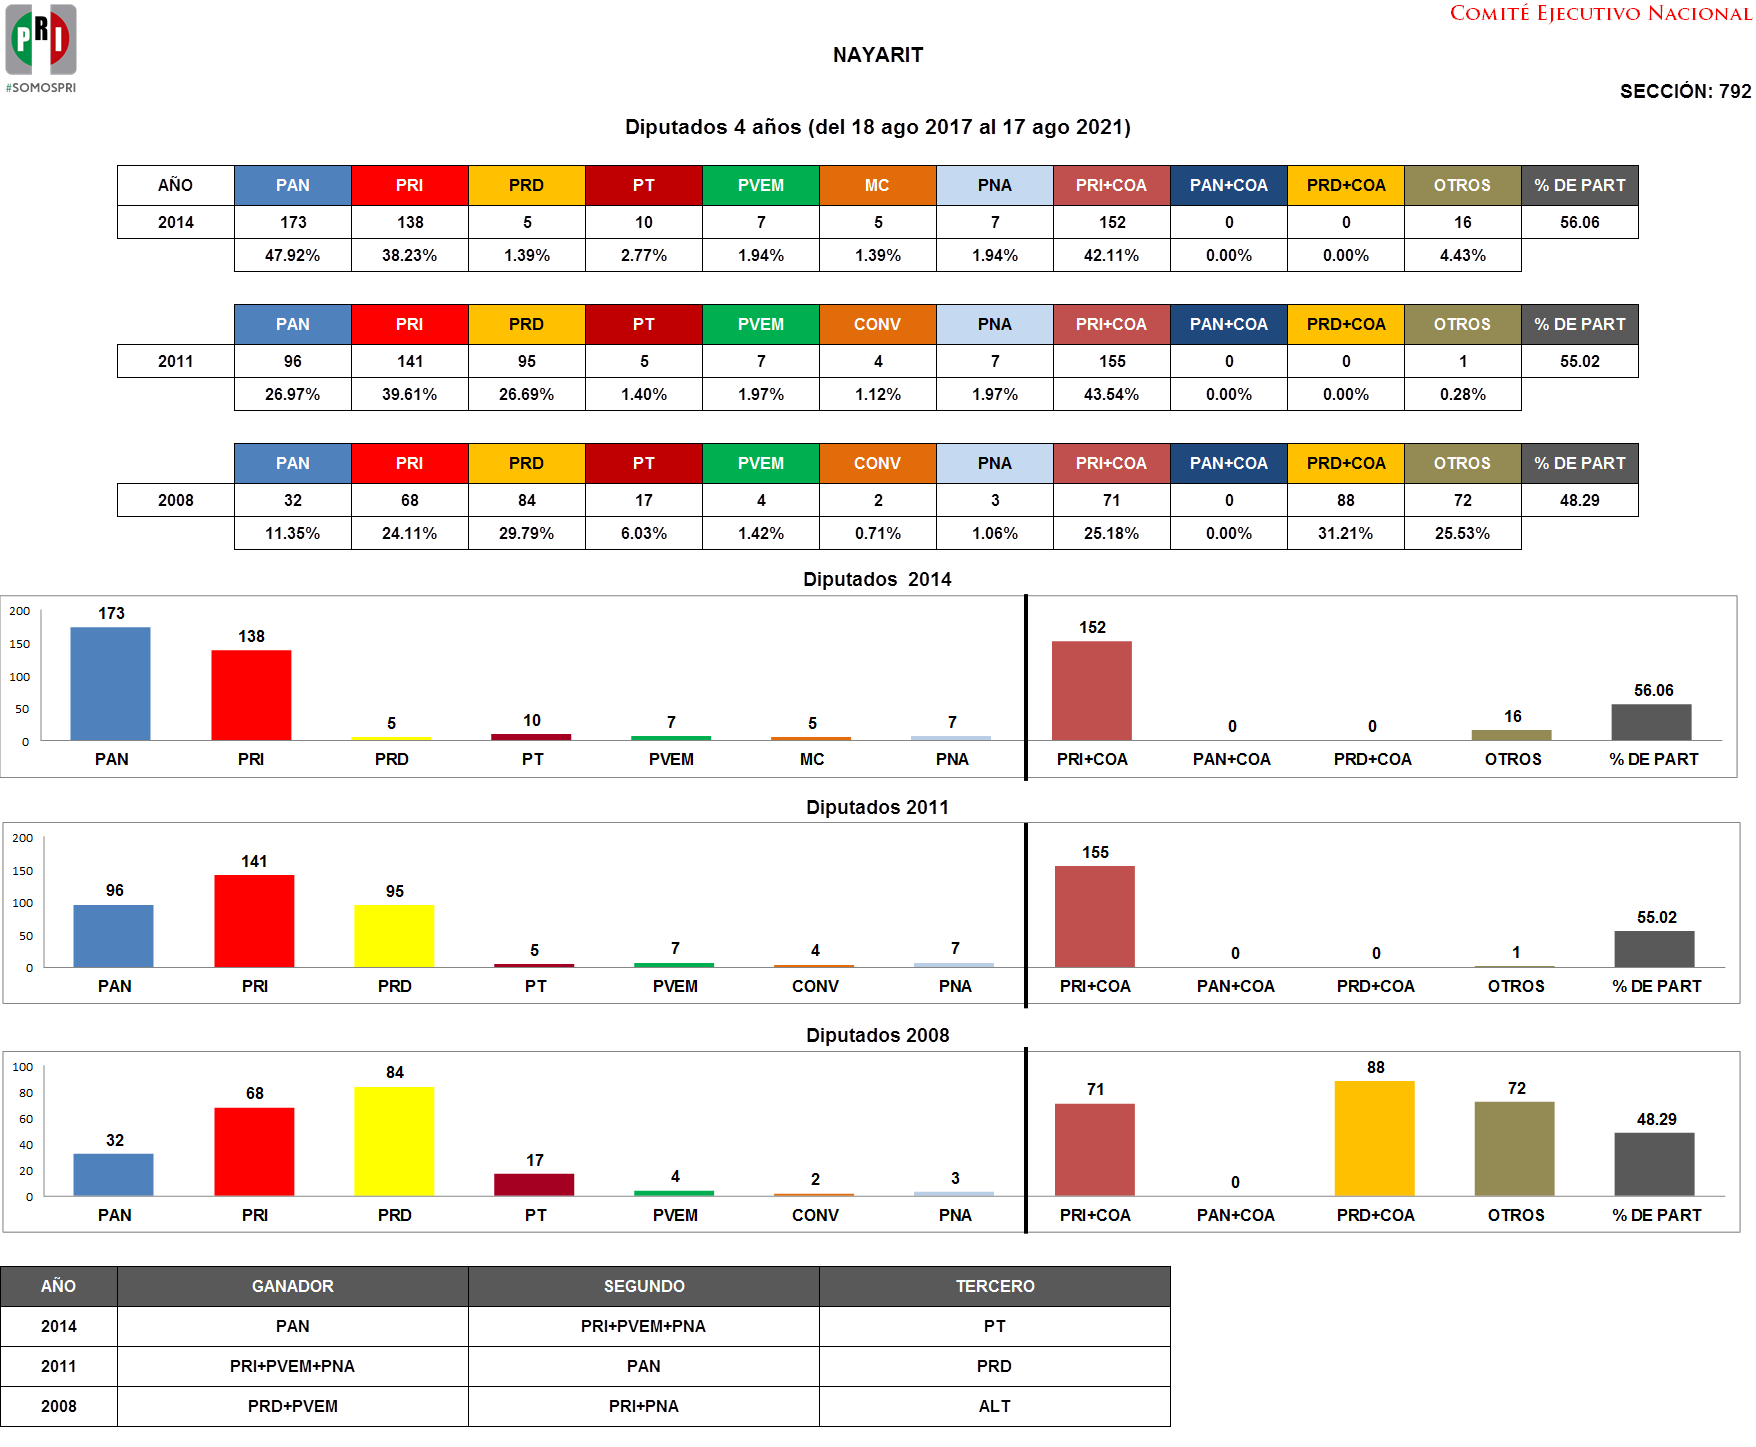 PRI
#SOMOSPRI
COMITÉ EJECUTIVO NACIONAL
NAYARIT
SECCIÓN: 792
Diputados 4 años (del 18 ago 2017 al 17 ago 2021)
AÑO PAN PRI PRD PT PVEM MC PNA PRI+COA PAN+COA PRD+COA OTROS % DE PART
2014 173 138 5 10 7 5 7 152 0 0 16 56.06
47.92% 38.23% 1.39% 2.77% 1.94% 1.39% 1.94% 42.11% 0.00% 0.00% 4.43%
PAN PRI PRD PT PVEM CONV PNA PRI+COA PAN+COA PRD+COA OTROS % DE PART
2011 96 141 95 5 7 4 7 155 0 0 1 55.02
26.97% 39.61% 26.69% 1.40% 1.97% 1.12% 1.97% 43.54% 0.00% 0.00% 0.28%
PAN PRI PRD PT PVEM CONV PNA PRI+COA PAN+COA PRD+COA OTROS % DE PART
2008 32 68 84 17 4 2 3 71 0 88 72 48.29
11.35% 24.11% 29.79% 6.03% 1.42% 0.71% 1.06% 25.18% 0.00% 31.21% 25.53%
Diputados 2014
200
150
100
50
0
173 138 5 10 7 5 7 152 0 0 16 56.06
PAN PRI PRD PT PVEM MC PNA PRI+COA PAN+COA PRD+COA OTROS % DE PART
Diputados 2011
200
150
100
50
0
96 141 95 5 7 4 7 155 0 0 1 55.02
PAN PRI PRD PT PVEM CONV PNA PRI+COA PAN+COA PRD+COA OTROS % DE PART
Diputados 2008
100
80
60
40
20
0
32 68 84 17 4 2 3 71 0 88 72 48.29
PAN PRI PRD PT PVEM CONV PNA PRI+COA PAN+COA PRD+COA OTROS % DE PART
AÑO GANADOR SEGUNDO TERCERO
2014 PAN PRI+PVEM+PNA PT
2011 PRI+PVEM+PNA PAN PRD
2008 PRD+PVEM PRI+PNA ALT